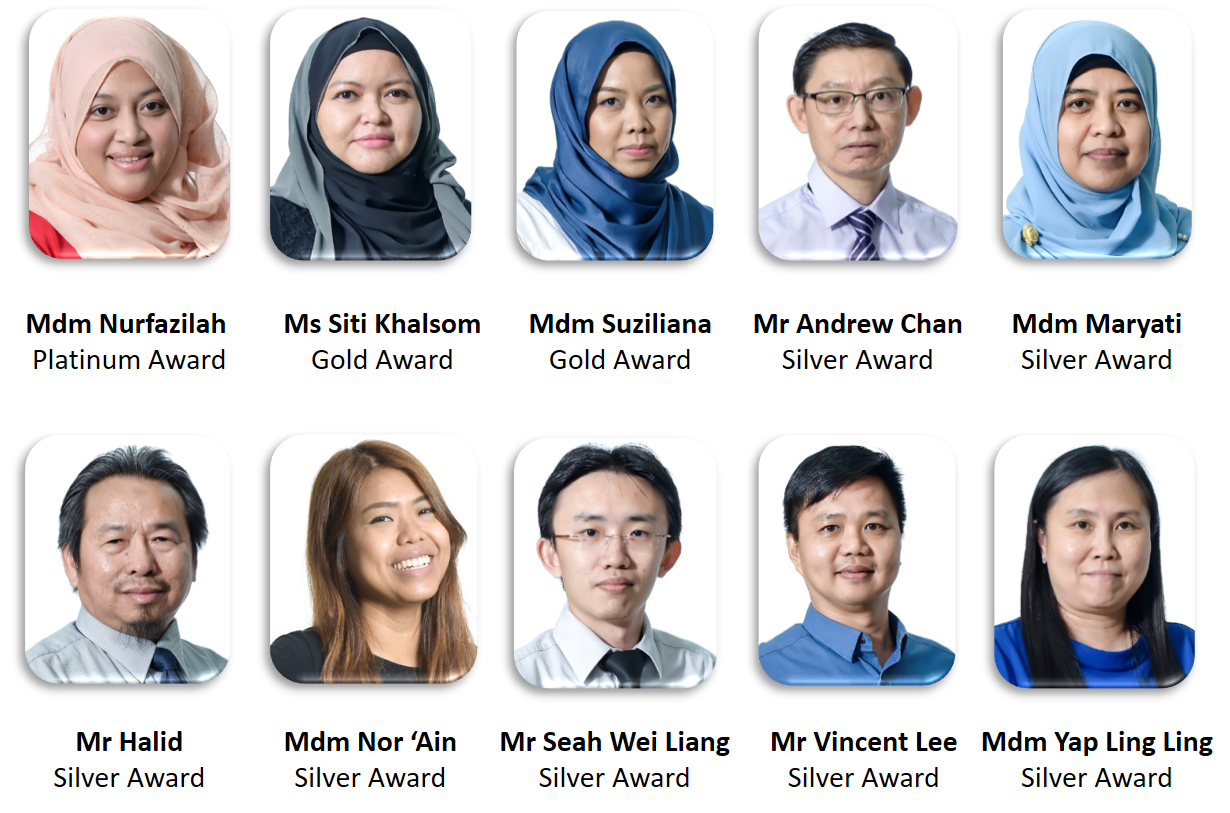 Mdm Nurfazilah
Platinum Award
Ms Siti Khalsom
Gold Award
Mdm Suziliana
Gold Award
Mr Andrew Chan
Silver Award
Mdm Maryati
Silver Award
Mr Halid
Silver Award
Mdm Nor ‘Ain
Silver Award
Mr Seah Wei Liang
Silver Award
Mr Vincent Lee
Silver Award
Mdm Yap Ling Ling
Silver Award